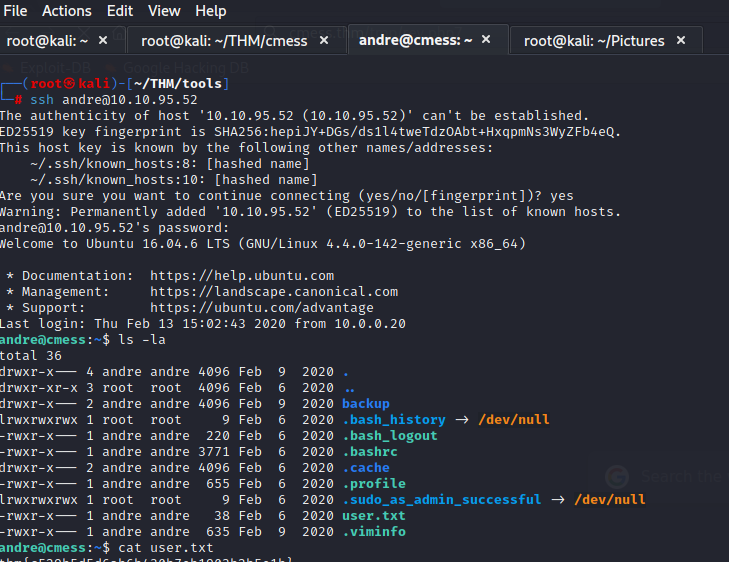 File Actions Edit View Help
root@kali: ~ × root@kali: ~/THM/cmess × andre@cmess: ~ × root@kali: ~/Pictures ×
Exploit-DB Google Hacking DB
┌──(root㉿kali)-[~/THM/tools]
└─# ssh andre@10.10.95.52
The authenticity of host '10.10.95.52 (10.10.95.52)' can't be established.
ED25519 key fingerprint is SHA256:hepiJY+DGs/ds1l4tweTdzOAbt+HxqpmNs3WyZFb4eQ.
This host key is known by the following other names/addresses:
~/.ssh/known_hosts:8: [hashed name]
~/.ssh/known_hosts:10: [hashed name]
Are you sure you want to continue connecting (yes/no/[fingerprint])? yes
Warning: Permanently added '10.10.95.52' (ED25519) to the list of known hosts.
andre@10.10.95.52's password:
Welcome to Ubuntu 16.04.6 LTS (GNU/Linux 4.4.0-142-generic x86_64)
* Documentation: https://help.ubuntu.com
* Management: https://landscape.canonical.com
* Support: https://ubuntu.com/advantage
Last login: Thu Feb 13 15:02:43 2020 from 10.0.0.20
andre@cmess:~$ ls -la
total 36
drwxr-x--- 4 andre andre 4096 Feb 9 2020 .
drwxr-xr-x 3 root root 4096 Feb 6 2020 ..
drwxr-x--- 2 andre andre 4096 Feb 9 2020 backup
lrwxrwxrwx 1 root root 9 Feb 6 2020 .bash_history -> /dev/null
-rwxr-x--- 1 andre andre 220 Feb 6 2020 .bash_logout
-rwxr-x--- 1 andre andre 3771 Feb 6 2020 .bashrc
drwxr-x--- 2 andre andre 4096 Feb 6 2020 .cache
-rwxr-x--- 1 andre andre 655 Feb 6 2020 .profile
lrwxrwxrwx 1 root root 9 Feb 6 2020 .sudo_as_admin_successful -> /dev/null
-rwxr-x--- 1 andre andre 38 Feb 6 2020 user.txt
-rwxr-x--- 1 andre andre 635 Feb 9 2020 .viminfo
Search the
andre@cmess:~$ cat user.txt